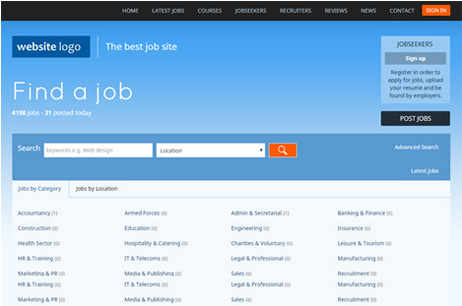 HOME LATEST JOBS COURSES JOBSEEKERS RECRUITERS REVIEWS NEWS CONTACT SIGN IN
website logo The best job site
JOBSEEKERS
Sign up
Register in order to
apply for jobs, upload
your resume and be
found by employers.
POST JOBS
Find a job
4198 jobs - 31 posted today
Search keywords e.g. Web design Location Advanced Search
Latest Jobs
Jobs by Category Jobs by Location
Accountancy (1) Armed Forces (0) Admin & Secretarial (1) Banking & Finance (0)
Construction (0) Education (0) Engineering (0) Insurance (0)
Health Sector (0) Hospitality & Catering (0) Charities & Voluntary (0) Leisure & Tourism (0)
HR & Training (0) IT & Telecoms (0) Legal & Professional (0) Manufacturing (0)
Marketing & PR (0) Media & Publishing (0) Sales (6) Recruitment (0)
HR & Training (0) IT & Telecoms (0) Legal & Professional (0) Manufacturing (0)
Marketing & PR (0) Media & Publishing (0) Sales (6) Recruitment (0)